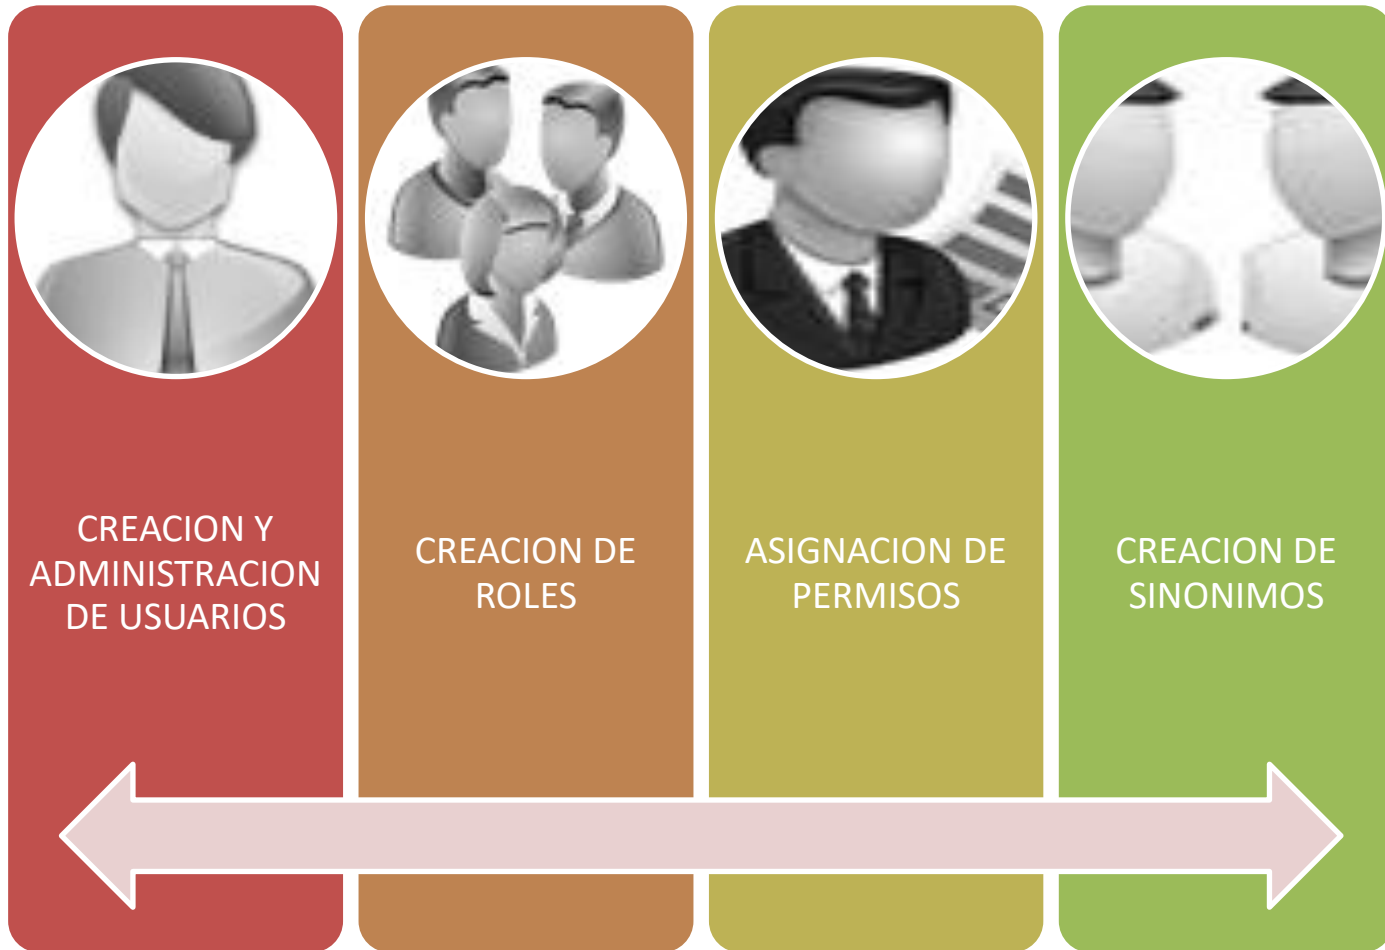 CREACION Y
ADMINISTRACION
DE USUARIOS
CREACION DE
ROLES
ASIGNACION DE
PERMISOS
CREACION DE
SINONIMOS